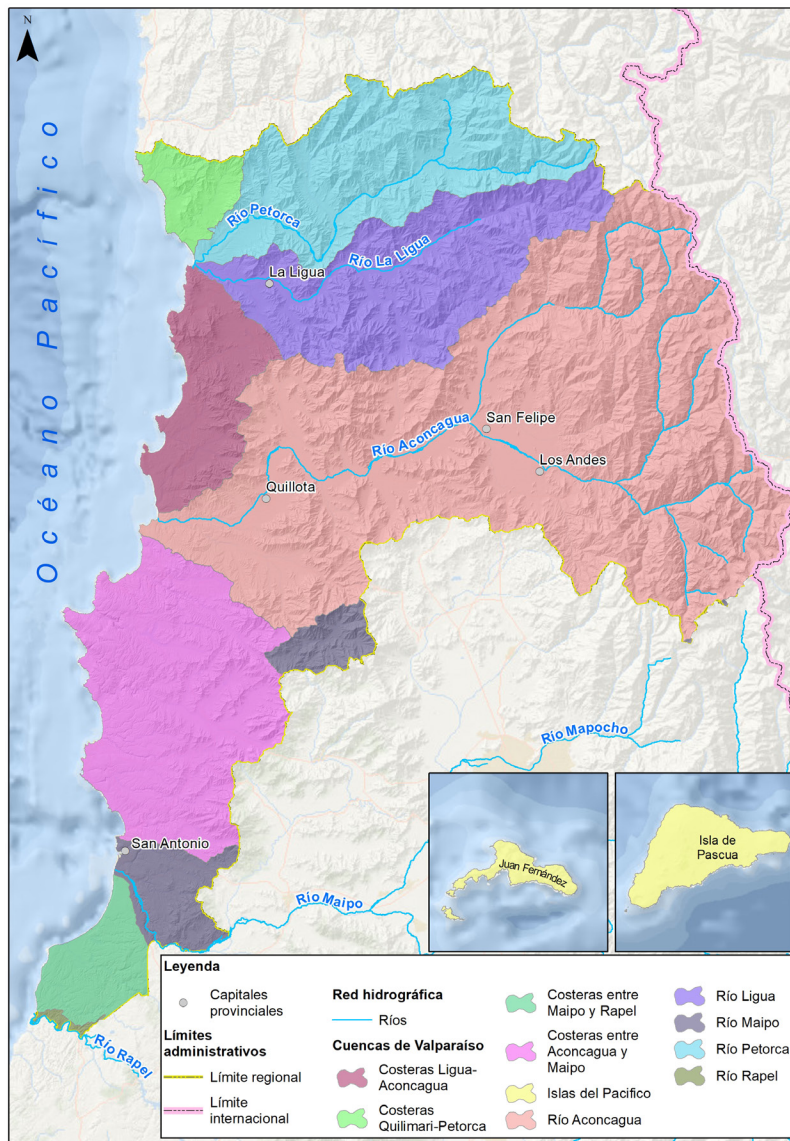 N
Océano Pacífico
Río Petorca
Río La Ligua
La Ligua
San Felipe
Río Aconcagua
Los Andes
Quillota
Río Mapocho
San Antonio
Juan Fernández
Isla de
Pascua
Río Maipo
Río Rapel
Leyenda
Capitales
provinciales
Límites
administrativos
Límite regional
Límite
internacional
Red hidrográfica
Ríos
Cuencas de Valparaíso
Costeras Ligua-
Aconcagua
Costeras
Quilimari-Petorca
Costeras entre
Maipo y Rapel
Costeras entre
Aconcagua y
Maipo
Islas del Pacifico
Río Aconcagua
Río Ligua
Río Maipo
Río Petorca
Río Rapel